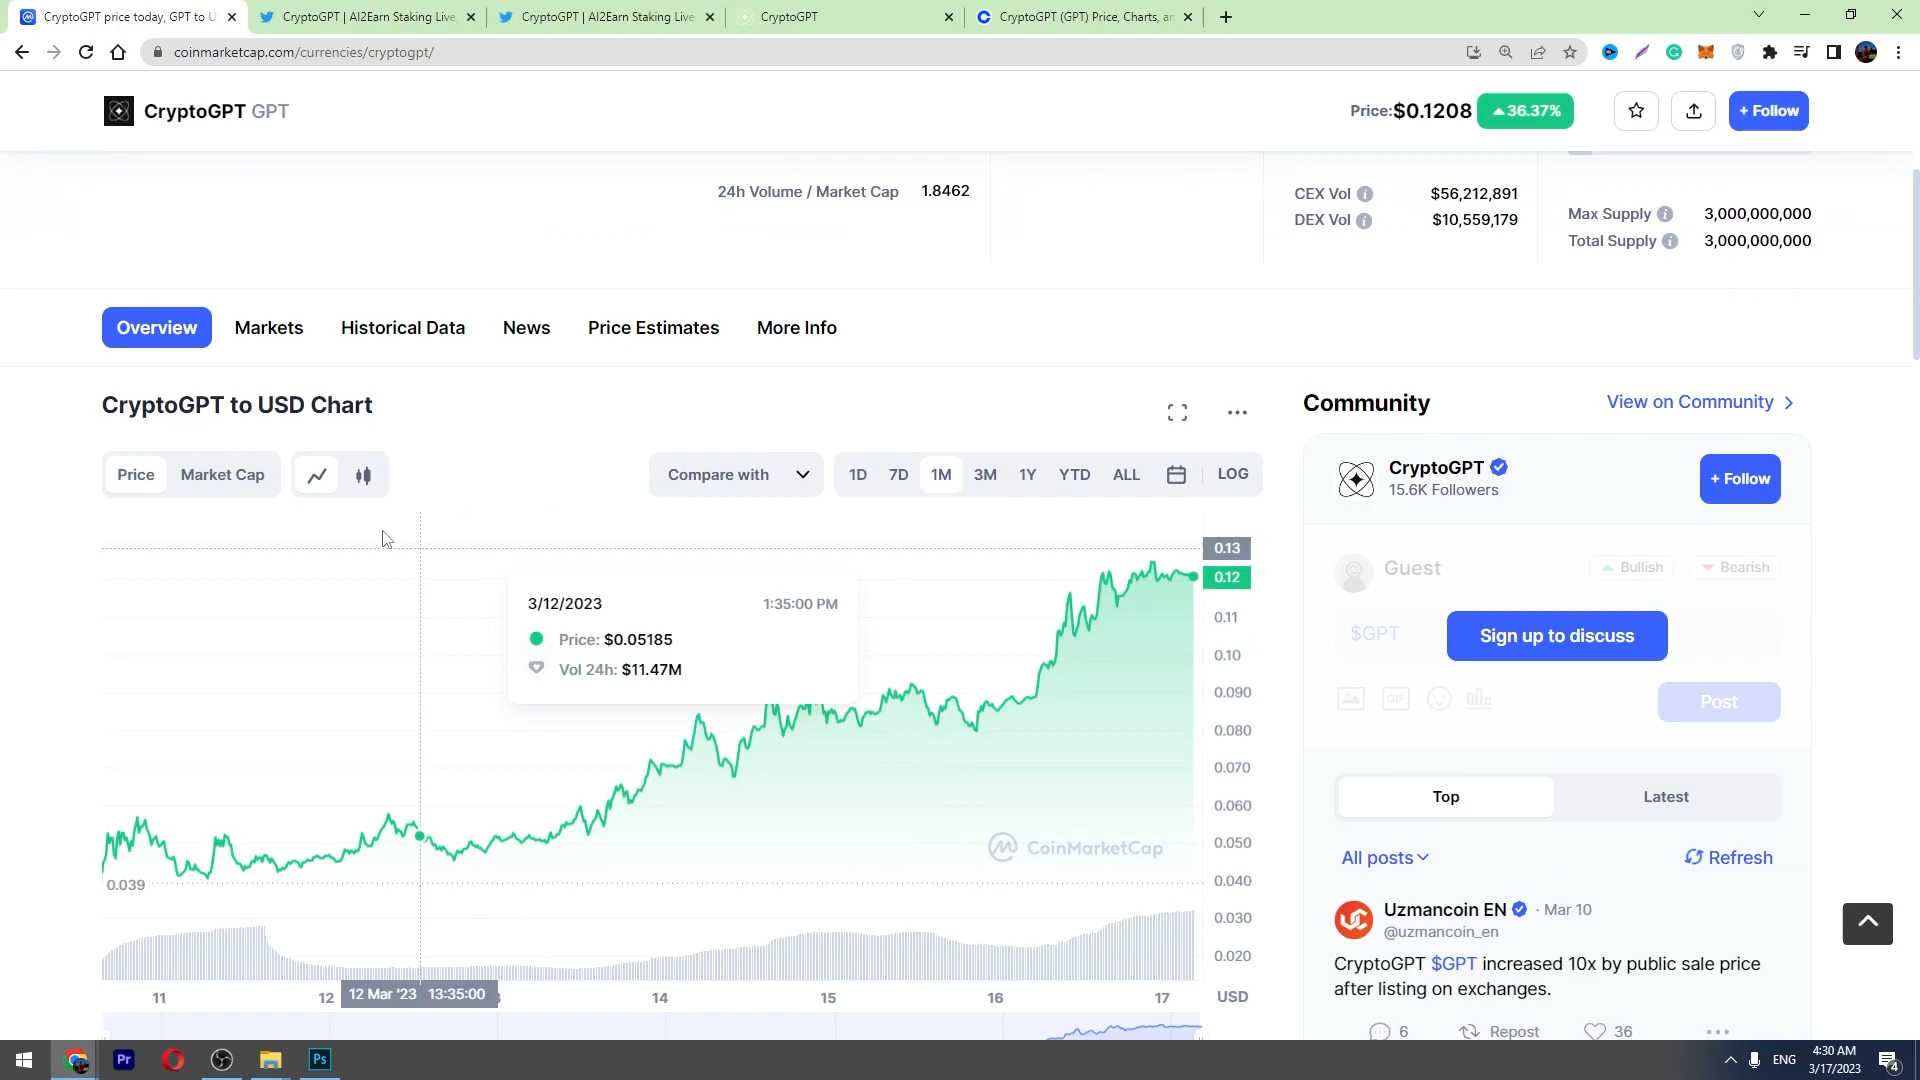 CryptoGPT price today, GPT to U
CryptoGPT | AI2Earn Staking Live
CryptoGPT | AI2Earn Staking Live
CryptoGPT
CryptoGPT (GPT) Price, Charts, a
coinmarketcap.com/currencies/cryptogpt/
CryptoGPT GPT
Price:$0.1208
36.37%
+ Follow
24h Volume / Market Cap 1.8462
CEX Vol $56,212,891
DEX Vol $10,559,179
Max Supply 3,000,000,000
Total Supply 3,000,000,000
Overview Markets Historical Data News Price Estimates More Info
CryptoGPT to USD Chart
Price Market Cap
Compare with
1D 7D 1M 3M 1Y YTD ALL LOG
0.13
0.12
0.11
0.10
0.090
0.080
0.070
0.060
0.050
0.040
0.030
0.020
3/12/2023 1:35:00 PM
Price: $0.05185
Vol 24h: $11.47M
CoinMarketCap
0.039
11 12 12 Mar '23 13:35:00 14 15 16 17 USD
Community
View on Community
CryptoGPT
15.6K Followers
+ Follow
Guest
Bullish
Bearish
$GPT
Sign up to discuss
GIF
Post
Top Latest
All posts
Refresh
Uzmancoin EN · Mar 10
@uzmancoin_en
CryptoGPT $GPT increased 10x by public sale price
after listing on exchanges.
6 Repost 36
Pr
Ps
ENG
4:30 AM
3/17/2023
4